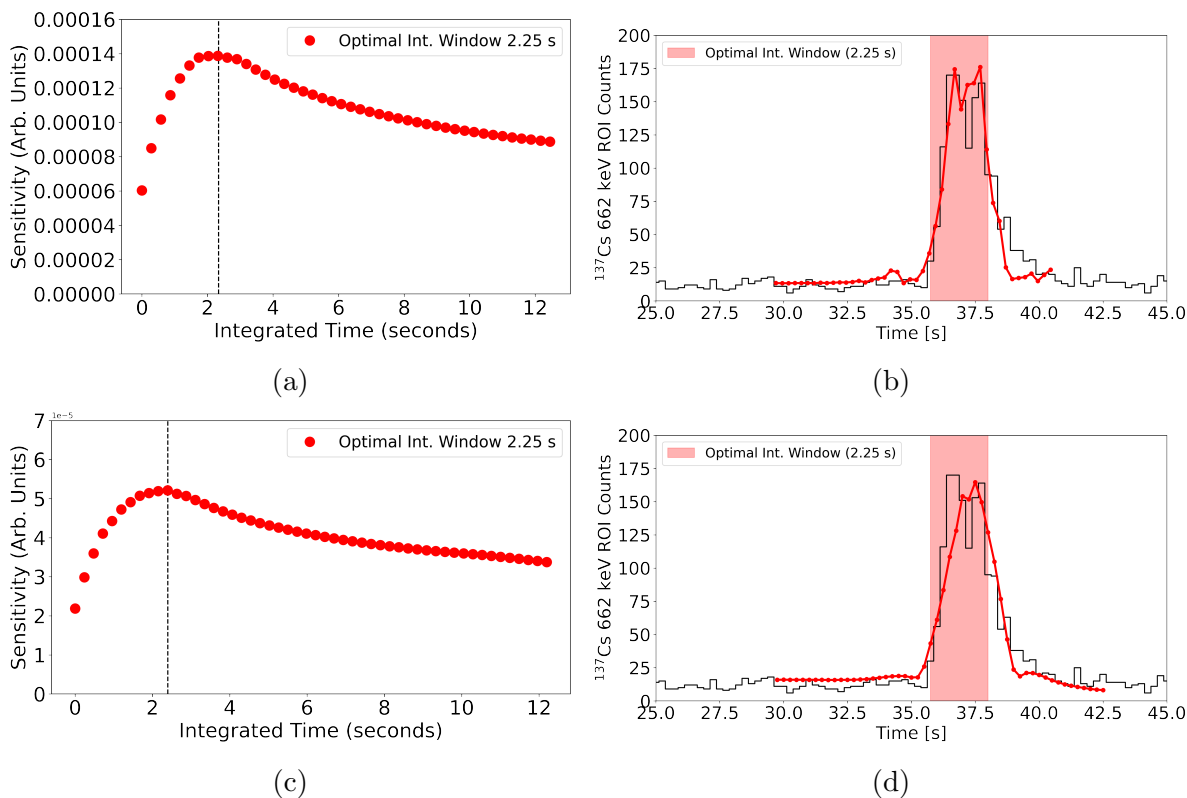 0.00016
0.00014
0.00012
0.00010
0.00008
0.00006
0.00004
0.00002
0.00000
Sensitivity (Arb. Units)
Optimal Int. Window 2.25 s
0 2 4 6 8 10 12
Integrated Time (seconds)
(a)
200
175
150
125
100
75
50
25
0
¹³⁷Cs 662 keV ROI Counts
Optimal Int. Window (2.25 s)
25.0 27.5 30.0 32.5 35.0 37.5 40.0 42.5 45.0
Time [s]
(b)
1e−5
7
6
5
4
3
2
1
0
Sensitivity (Arb. Units)
Optimal Int. Window 2.25 s
0 2 4 6 8 10 12
Integrated Time (seconds)
(c)
200
175
150
125
100
75
50
25
0
¹³⁷Cs 662 keV ROI Counts
Optimal Int. Window (2.25 s)
25.0 27.5 30.0 32.5 35.0 37.5 40.0 42.5 45.0
Time [s]
(d)